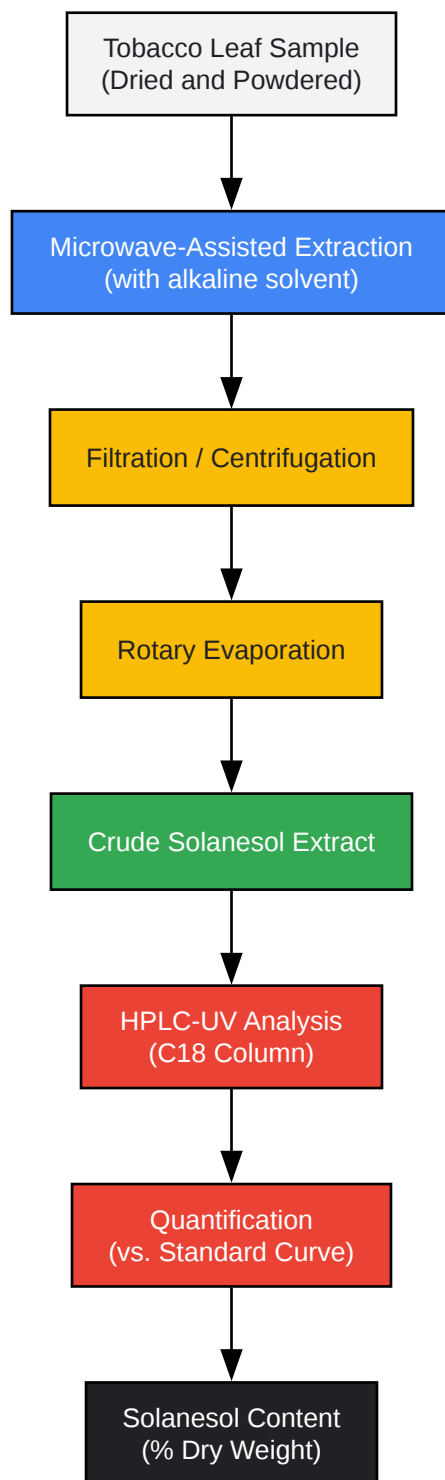 Tobacco Leaf Sample
(Dried and Powdered)
Microwave-Assisted Extraction
(with alkaline solvent)
Filtration / Centrifugation
Rotary Evaporation
Crude Solanesol Extract
HPLC-UV Analysis
(C18 Column)
Quantification
(vs. Standard Curve)
Solanesol Content
(% Dry Weight)